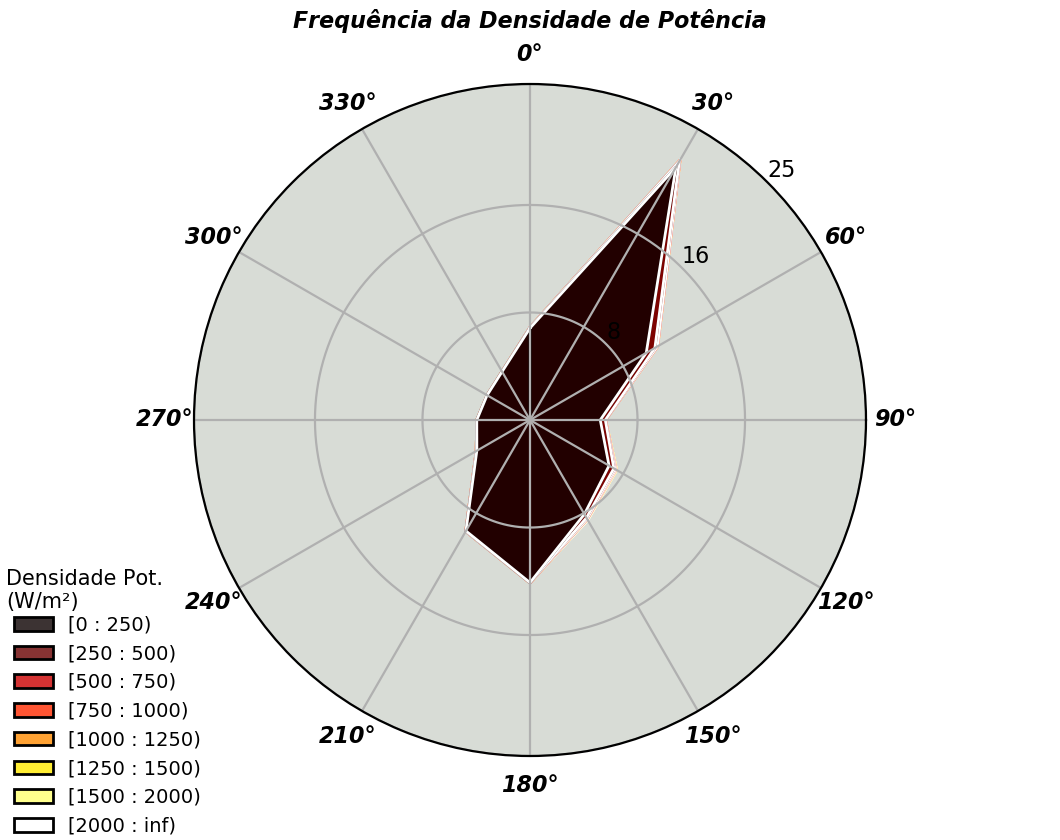 Frequência da Densidade de Potência
0°
330°
30°
25
300°
60°
16
8
270°
90°
Densidade Pot.
(W/m²)
240°
120°
[0 : 250)
[250 : 500)
[500 : 750)
[750 : 1000)
210°
150°
[1000 : 1250)
[1250 : 1500)
180°
[1500 : 2000)
[2000 : inf)